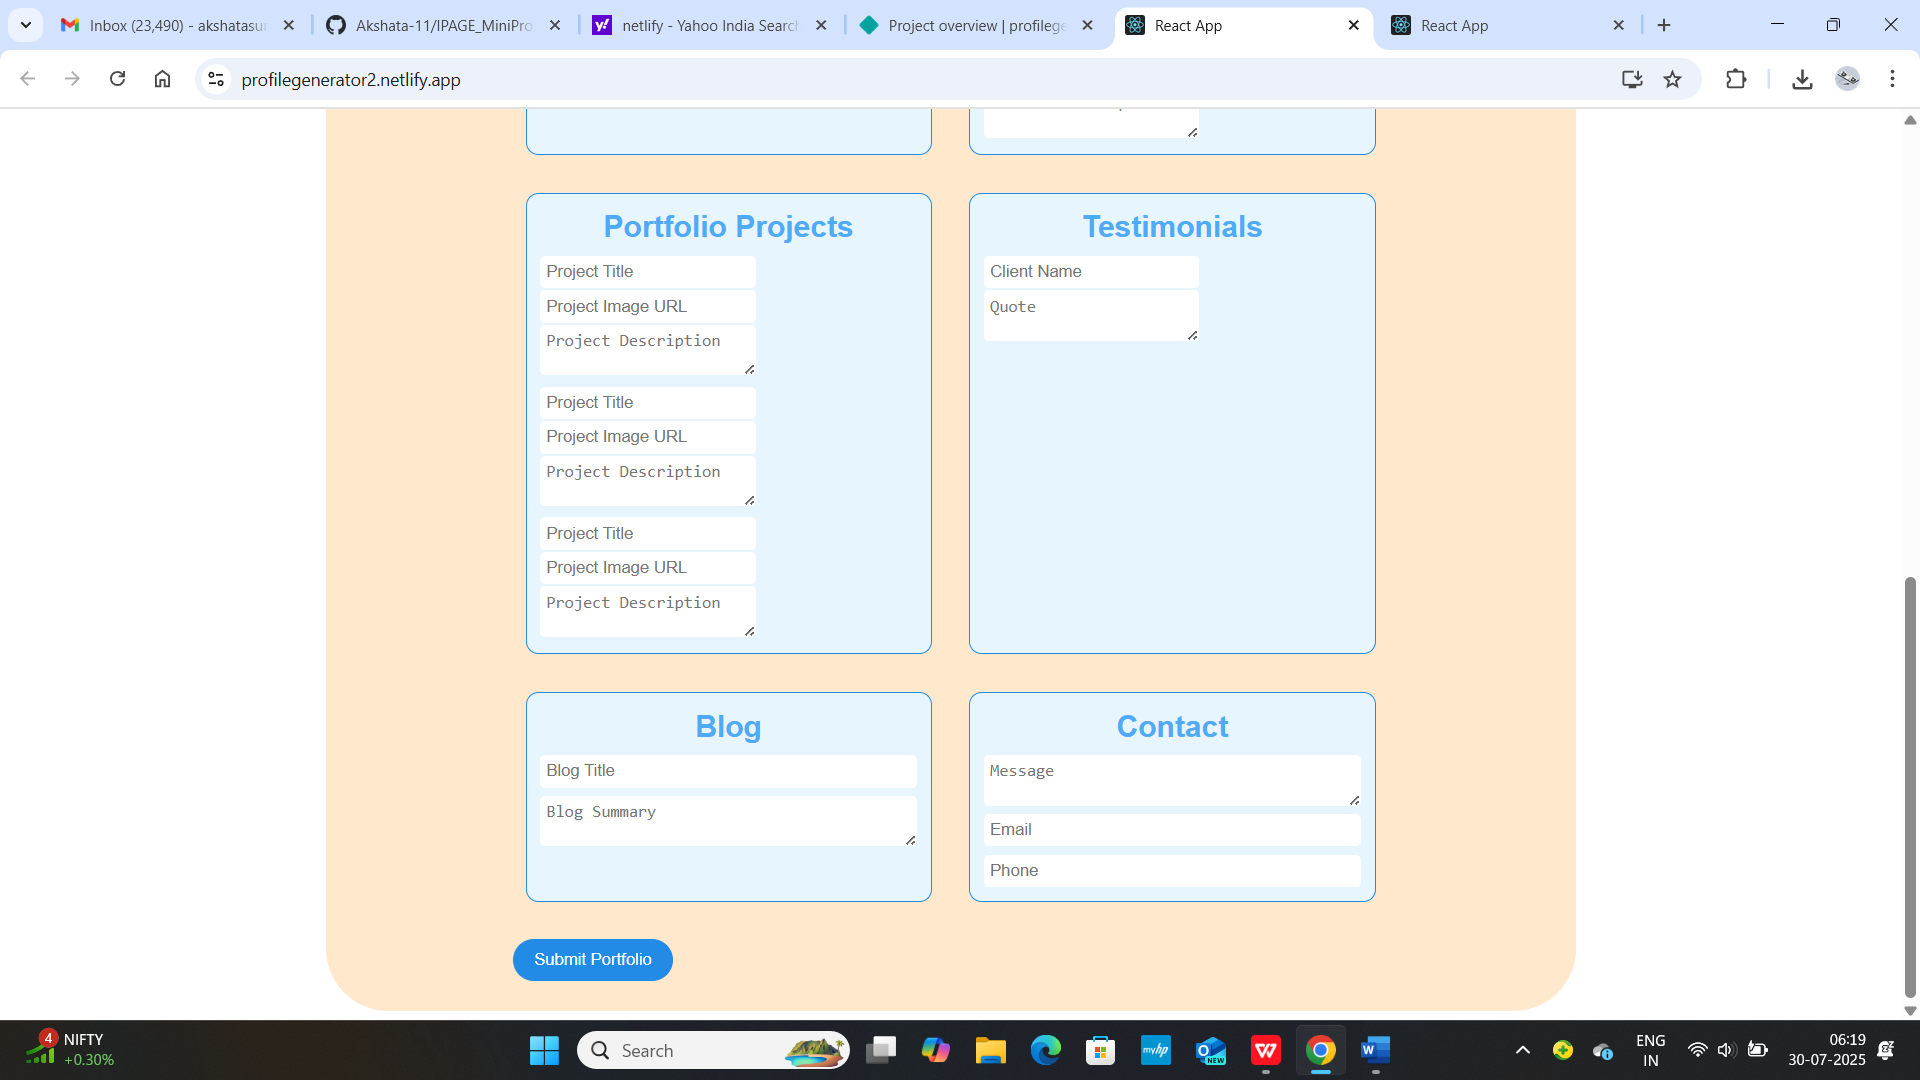 Inbox (23,490) - akshatasur
Akshata-11/IPAGE_MiniPro
netlify - Yahoo India Search
Project overview | profilege
React App
React App
profilegenerator2.netlify.app
Portfolio Projects
Project Title
Project Image URL
Project Description
Project Title
Project Image URL
Project Description
Project Title
Project Image URL
Project Description
Testimonials
Client Name
Quote
Blog
Blog Title
Blog Summary
Contact
Message
Email
Phone
Submit Portfolio
4
NIFTY
+0.30%
Search
myhp
NEW
ENG
IN
06:19
30-07-2025